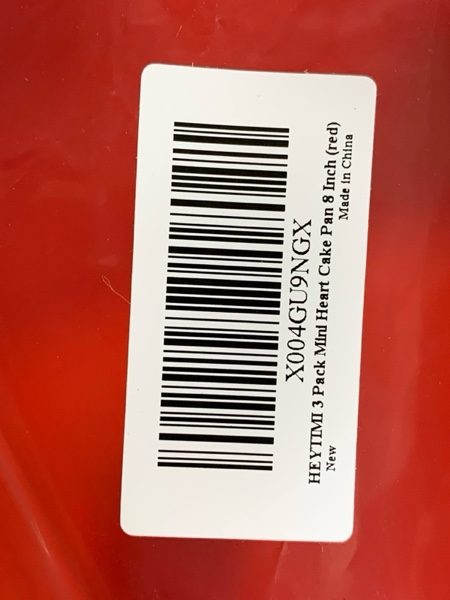 X004GU9NGX
HEYTIMI 3 Pack Mini Heart Cake Pan 8 Inch (red)
New
Made in China